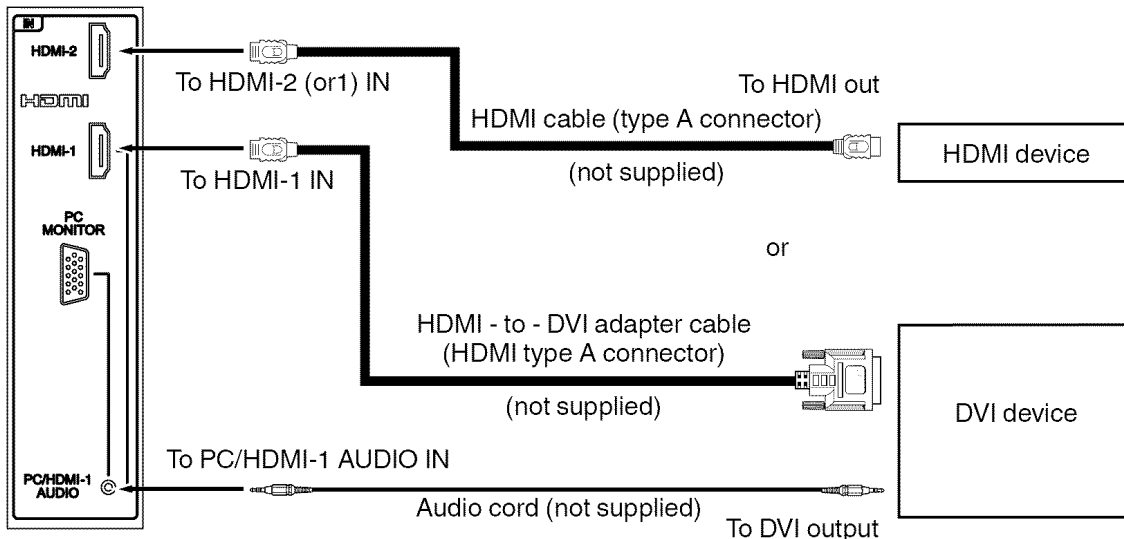 IN
HDMI-2
HDMI
HDMI-1
PC
MONITOR
PC/HDMI-1
AUDIO
To HDMI-2 (or1) IN
To HDMI out
HDMI cable (type A connector)
(not supplied)
HDMI device
To HDMI-1 IN
or
HDMI - to - DVI adapter cable
(HDMI type A connector)
(not supplied)
DVI device
To PC/HDMI-1 AUDIO IN
Audio cord (not supplied)
To DVI output